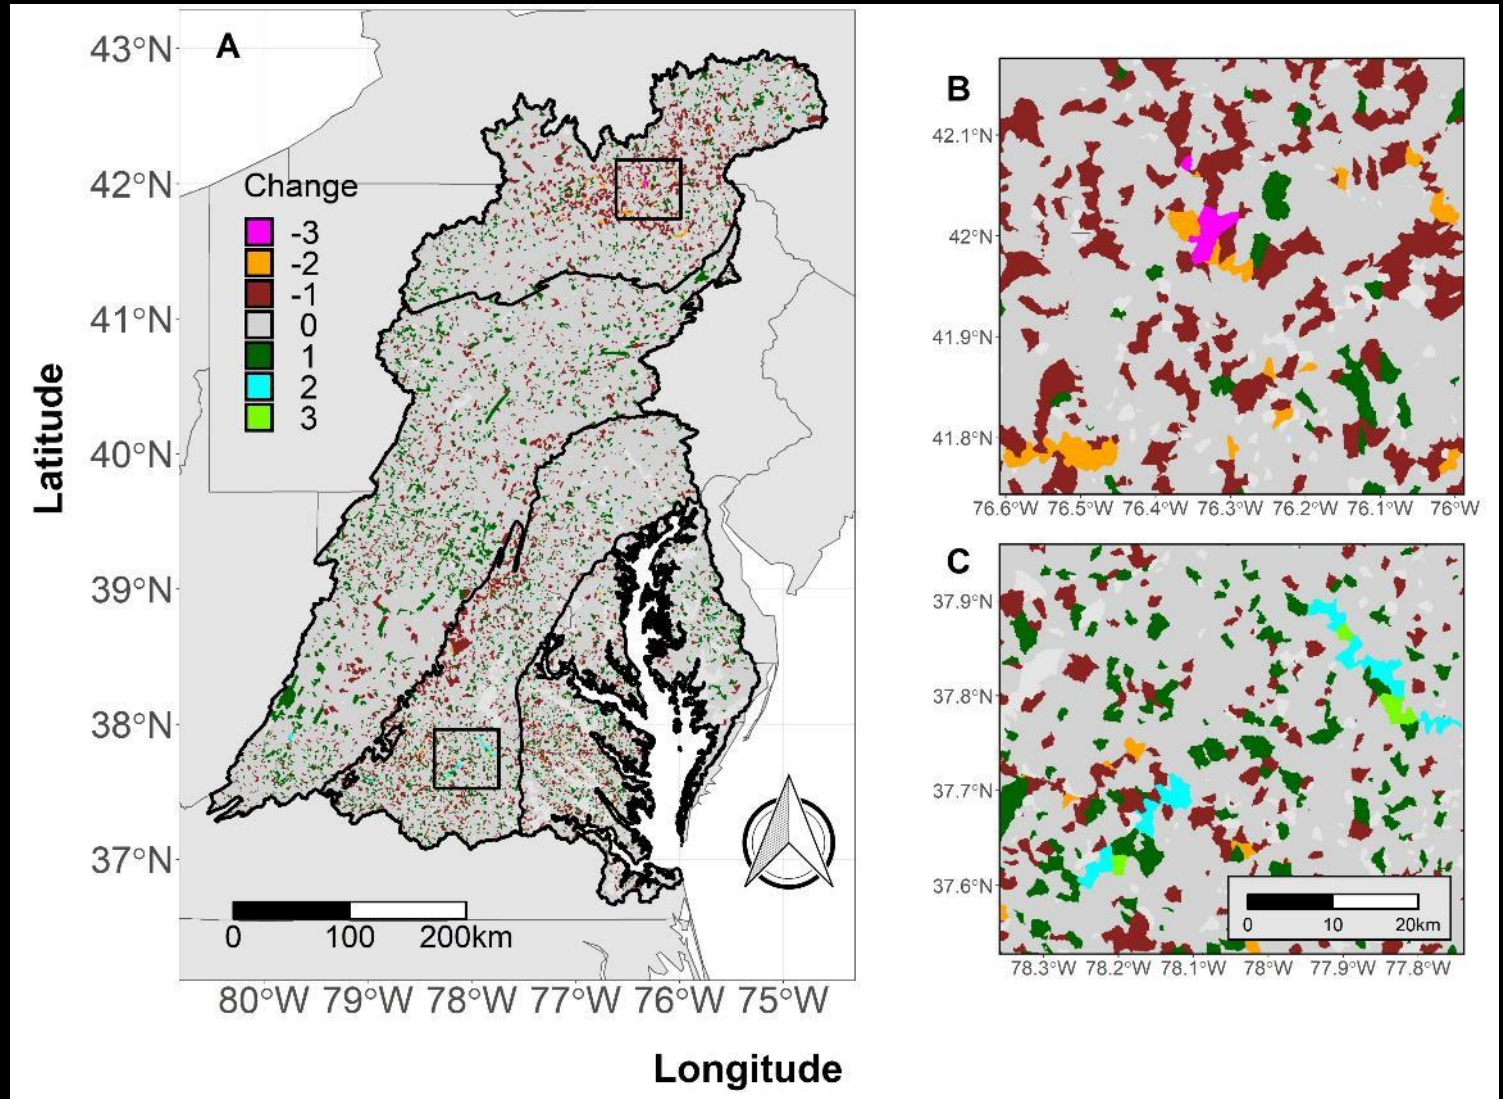 A
43°N
42°N
41°N
40°N
39°N
38°N
37°N
Latitude
Change
-3
-2
-1
0
1
2
3
0 100 200km
80°W 79°W 78°W 77°W 76°W 75°W
Longitude
B
42.1°N
42°N
41.9°N
41.8°N
76.6°W 76.5°W 76.4°W 76.3°W 76.2°W 76.1°W 76°W
C
37.9°N
37.8°N
37.7°N
37.6°N
0 10 20km
78.3°W 78.2°W 78.1°W 78°W 77.9°W 77.8°W